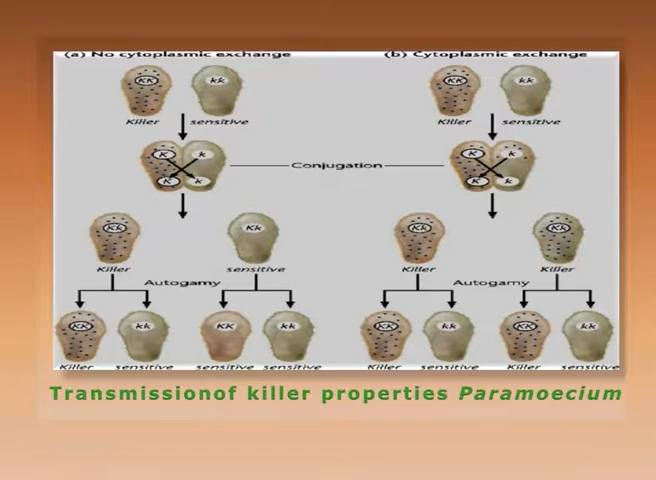 (a) No cytoplasmic exchange (b) Cytoplasmic exchange
KK kk KK kk
Killer sensitive Killer sensitive
K k K k
Conjugation
K k K k
Kk Kk Kk Kk
Killer sensitive Killer Killer
Autogamy Autogamy
KK kk KK kk KK kk KK kk
Killer sensitive sensitive sensitive Killer sensitive Killer sensitive
Transmissionof killer properties Paramoecium